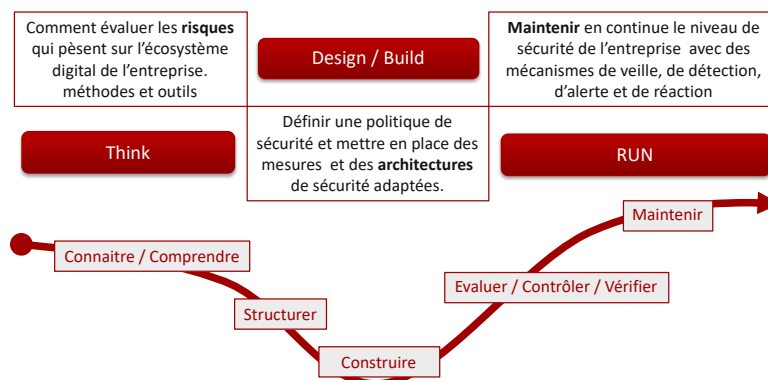 Comment évaluer les risques
qui pèsent sur l'écosystème
digital de l'entreprise.
méthodes et outils
Think
Design / Build
Définir une politique de
sécurité et mettre en place des
mesures et des architectures
de sécurité adaptées.
Maintenir en continue le niveau de
sécurité de l'entreprise avec des
mécanismes de veille, de détection,
d'alerte et de réaction
RUN
Connaitre / Comprendre
Structurer
Construire
Evaluer / Contrôler / Vérifier
Maintenir